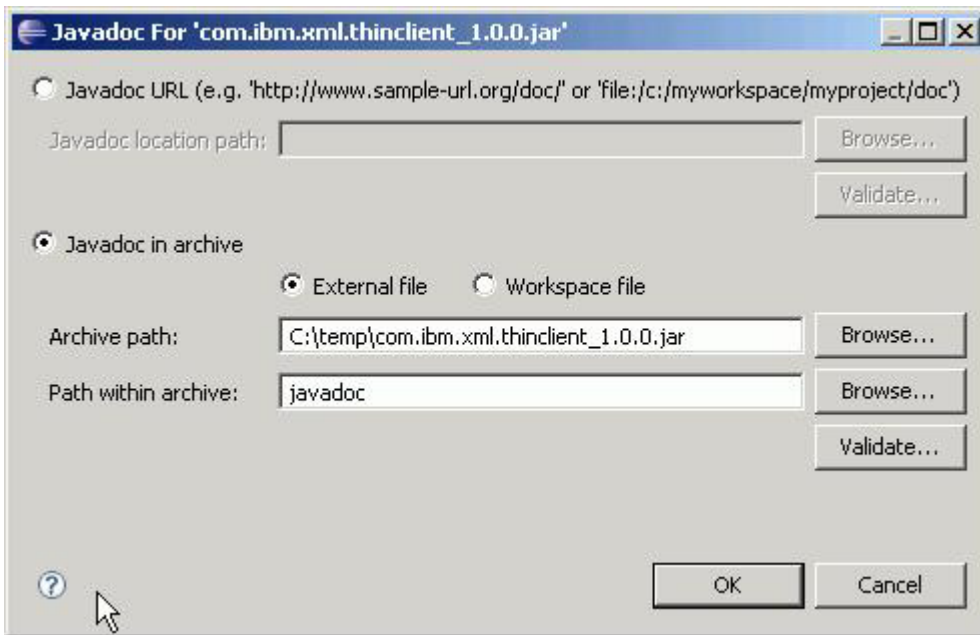 Javadoc For 'com.ibm.xml.thinclient_1.0.0.jar'
Javadoc URL (e.g. 'http://www.sample-url.org/doc/' or 'file:/c:/myworkspace/myproject/doc')
Javadoc location path: Browse...
Validate...
Javadoc in archive
External file Workspace file
Archive path: C:\temp\com.ibm.xml.thinclient_1.0.0.jar Browse...
Path within archive: javadoc Browse...
Validate...
? OK Cancel